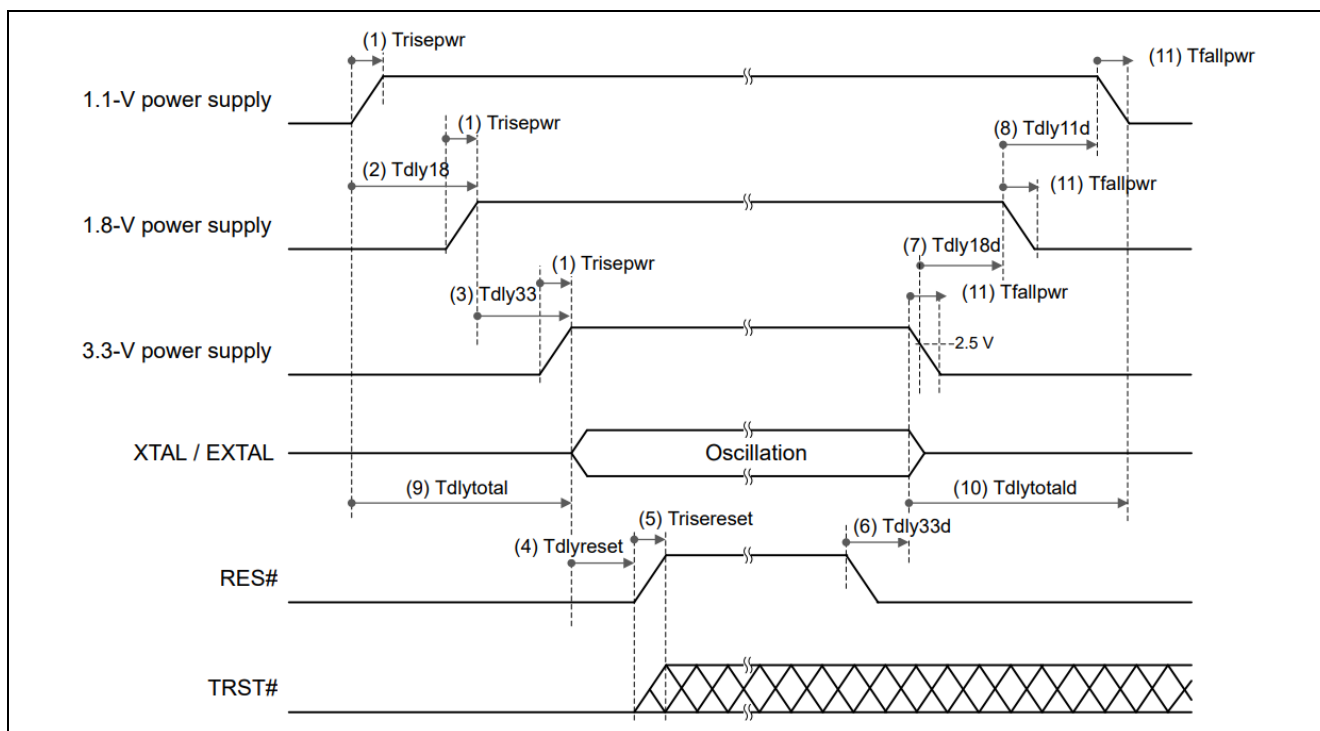 (1) Trisepwr
(11) Tfallpwr
1.1-V power supply
(1) Trisepwr
(8) Tdly11d
(2) Tdly18
(11) Tfallpwr
1.8-V power supply
(7) Tdly18d
(1) Trisepwr
(3) Tdly33
(11) Tfallpwr
3.3-V power supply
2.5 V
XTAL / EXTAL
Oscillation
(9) Tdlytotal
(10) Tdlytotald
(5) Trisereset
(6) Tdly33d
(4) Tdlyreset
RES#
TRST#